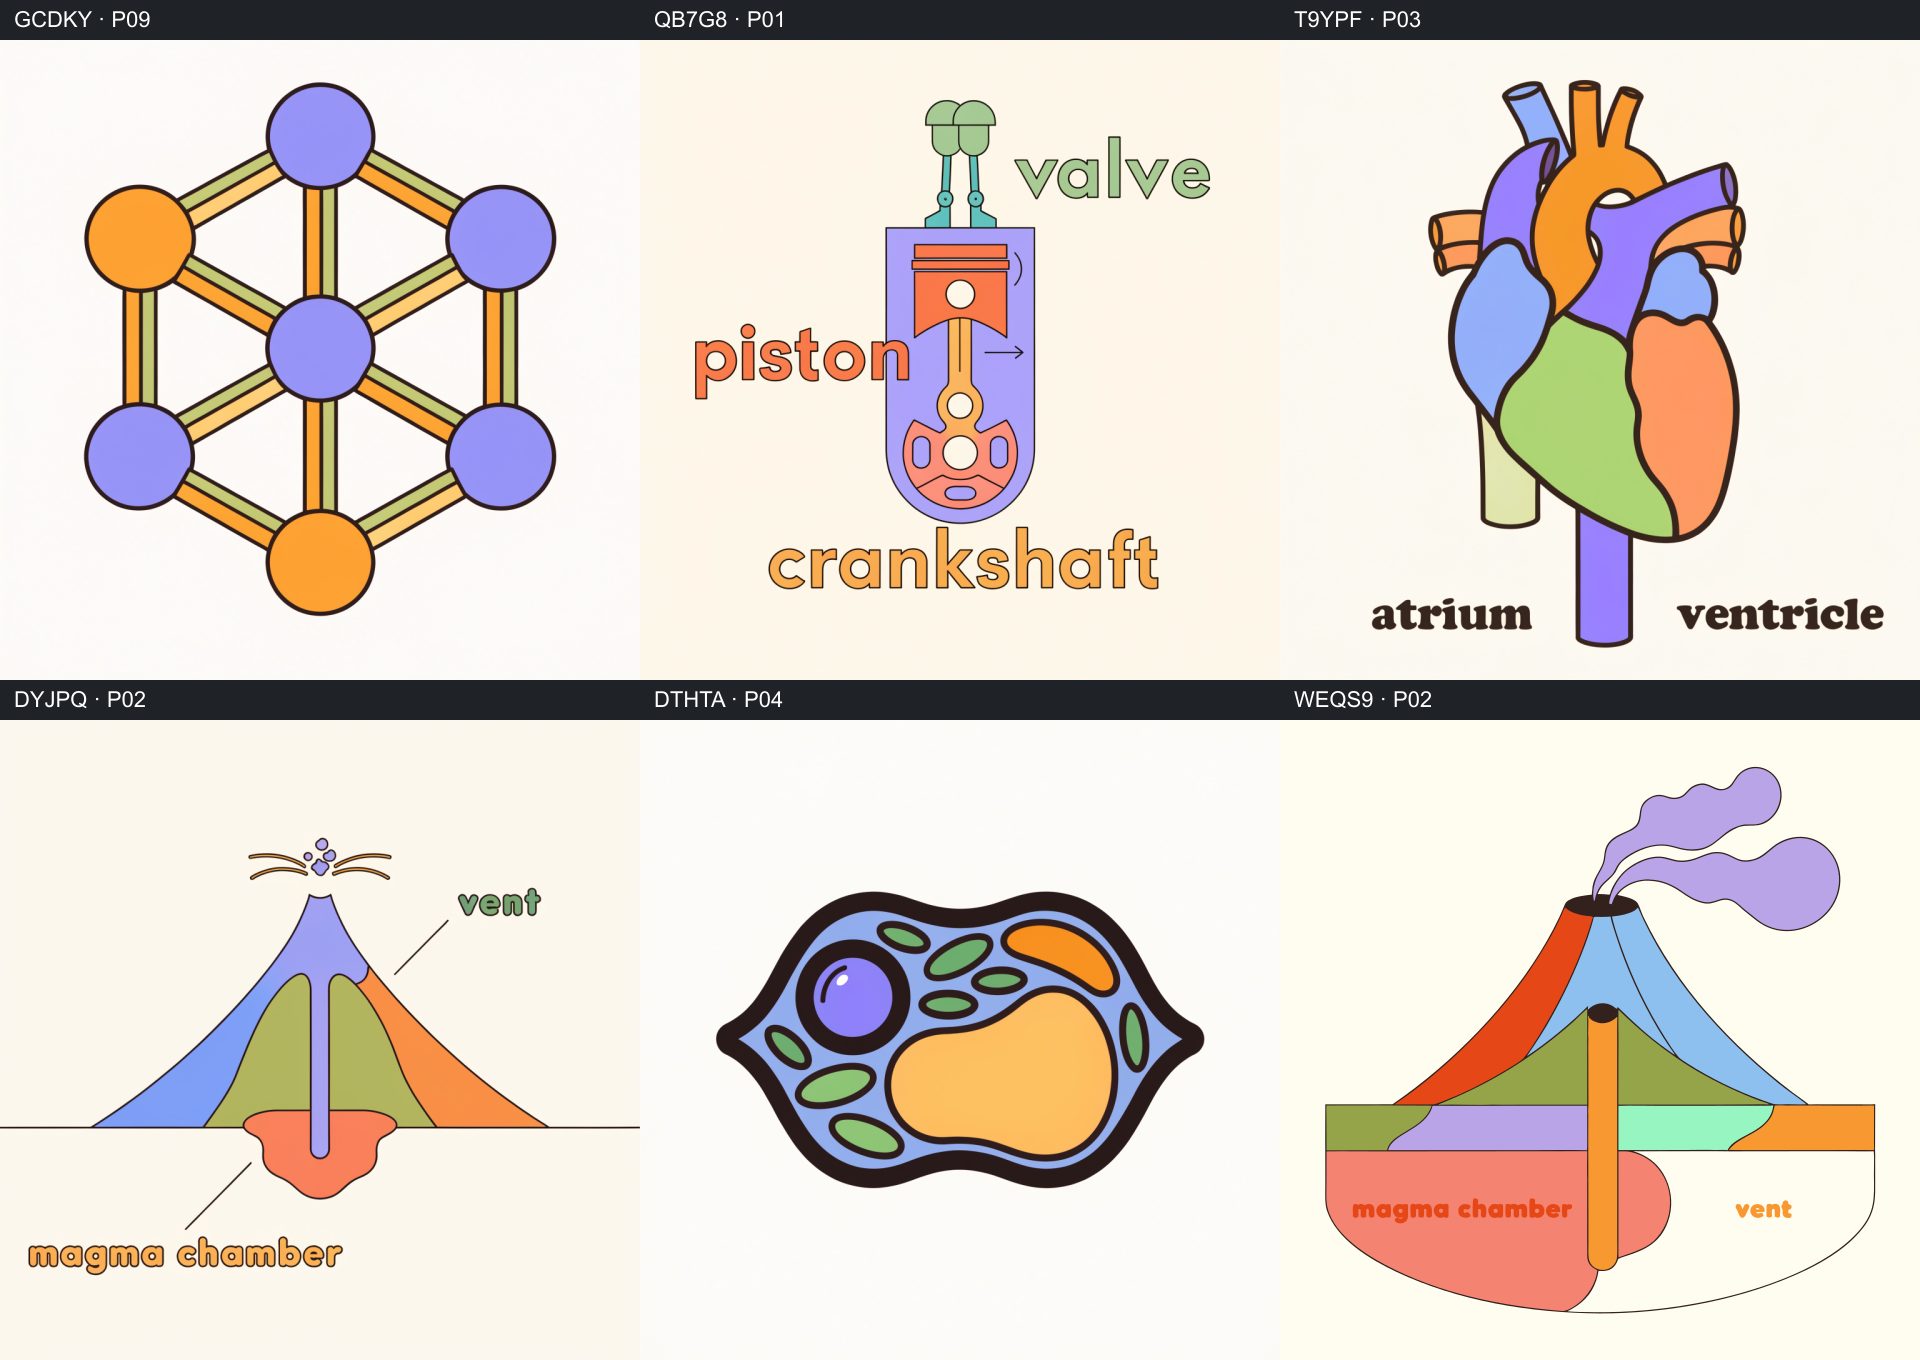 GCDKY · P09
QB7G8 · P01
T9YPF · P03
valve
piston
crankshaft
atrium
ventricle
DYJPQ · P02
DTHTA · P04
WEQS9 · P02
vent
magma chamber
magma chamber
vent